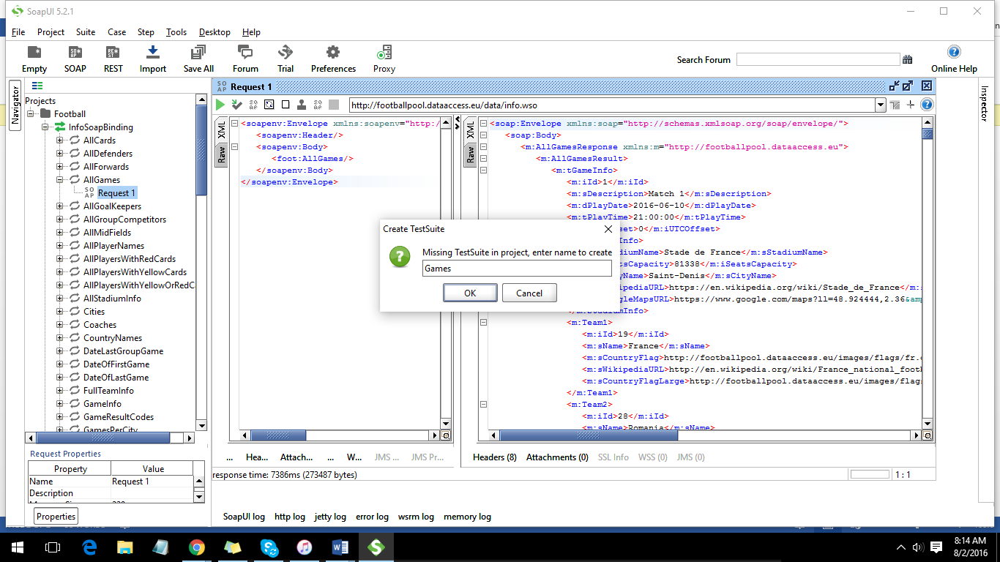 SoapUI 5.2.1
File Project Suite Case Step Tools Desktop Help
Empty SOAP REST Import Save All Forum Trial Preferences Proxy Search Forum Online Help
Navigator
Projects
Football
InfoSoapBinding
AllCards
AllDefenders
AllForwards
AllGames
Request 1
AllGoalKeepers
AllGroupCompetitors
AllMidFields
AllPlayerNames
AllPlayersWithRedCards
AllPlayersWithYellowCards
AllPlayersWithYellowOrRedC
AllStadiumInfo
Cities
Coaches
CountryNames
DateLastGroupGame
DateOfFirstGame
DateOfLastGame
FullTeamInfo
GameInfo
GameResultCodes
GamesPerCity
Request Properties
Property Value
Name Request 1
Description
Properties
Request 1
http://footballpool.dataaccess.eu/data/info.wso
XML
Raw
<soapenv:Envelope xmlns:soapenv="http:/
<soapenv:Header/>
<soapenv:Body>
<foot:AllGames/>
</soapenv:Body>
</soapenv:Envelope>
XML
Raw
<soap:Envelope xmlns:soap="http://schemas.xmlsoap.org/soap/envelope/">
<soap:Body>
<m:AllGamesResponse xmlns:m="http://footballpool.dataaccess.eu">
<m:AllGamesResult>
<m:tGameInfo>
<m:iId>1</m:iId>
<m:sDescription>Match 1</m:sDescription>
<m:dPlayDate>2016-06-10</m:dPlayDate>
<m:tPlayTime>21:00:00</m:tPlayTime>
set>0</m:iUTCOffset>
Info>
diumName>Stade de France</m:sStadiumName>
sCapacity>81338</m:iSeatsCapacity>
yName>Saint-Denis</m:sCityName>
ipediaURL>https://en.wikipedia.org/wiki/Stade_de_France</m:s
gleMapsURL>https://www.google.com/maps?ll=48.924444,2.36&amp
</m:StadiumInfo>
<m:Team1>
<m:iId>19</m:iId>
<m:sName>France</m:sName>
<m:sCountryFlag>http://footballpool.dataaccess.eu/images/flags/fr.
<m:sWikipediaURL>http://en.wikipedia.org/wiki/France_national_foot
<m:sCountryFlagLarge>http://footballpool.dataaccess.eu/images/flags
</m:Team1>
<m:Team2>
<m:iId>28</m:iId>
<m:sName>Romania</m:sName>
Create TestSuite
Missing TestSuite in project, enter name to create
Games
OK Cancel
... Hea... Attach... ... W... JMS ... JMS Pr...
Headers (8) Attachments (0) SSL Info WSS (0) JMS (0)
response time: 7386ms (273487 bytes)
1 : 1
SoapUI log http log jetty log error log wsrm log memory log
Inspector
8:14 AM
8/2/2016